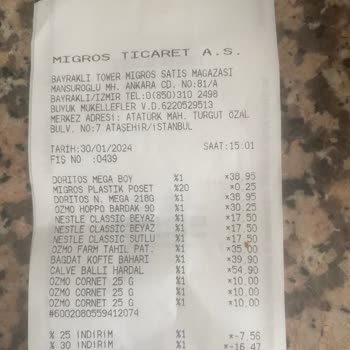 MIGROS TICARET A.S.
BAYRAKLI TOWER MIGROS SATIS MAGAZASI
MANSUROGLU MH. ANKARA CD. NO:81/A
BAYRAKLI/IZMIR TEL:0(850)310 2498
BUYUK MUKELLEFLER V.D.6220529513
MERKEZ ADRESI: ATATÜRK MAH. TURGUT ÖZAL
BULV. NO:7 ATAŞEHİR/İSTANBUL
TARIH:30/01/2024 SAAT:15:01
FIS NO :0439
DORITOS MEGA BOY %1 *38,95
MIGROS PLASTIK POSET %20 *0,25
DORITOS N. MEGA 218G %1 *38,95
OZMO HOPPO BARDAK 90 %1 *30,25
NESTLE CLASSIC BEYAZ %1 *17,50
NESTLE CLASSIC BEYAZ %1 *17,50
NESTLE CLASSIC SUTLU %1 *17,50
OZMO FARM TAHIL PAT. %1 *35,00
BAGDAT KOFTE BAHARI %1 *39,90
CALVE BALLI HARDAL %1 *54,90
OZMO CORNET 25 G %1 *10,00
OZMO CORNET 25 G %1 *10,00
OZMO CORNET 25 G %1 *10,00
#6002080559412074
% 25 INDIRIM %1 *-7,56
% 30 INDIRIM %1 *-16,47